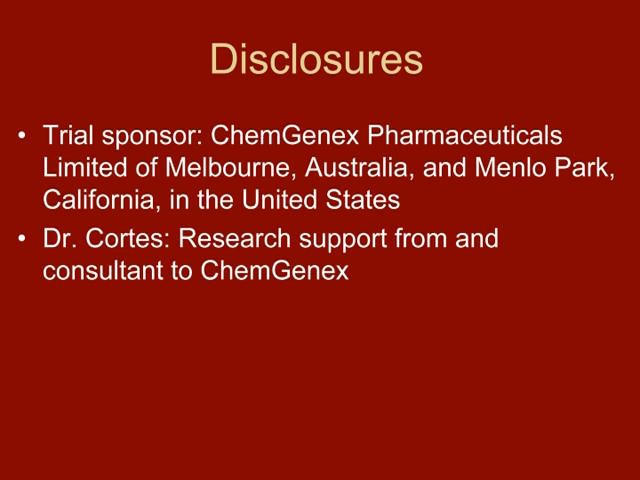 Disclosures
• Trial sponsor: ChemGenex Pharmaceuticals
Limited of Melbourne, Australia, and Menlo Park,
California, in the United States
• Dr. Cortes: Research support from and
consultant to ChemGenex